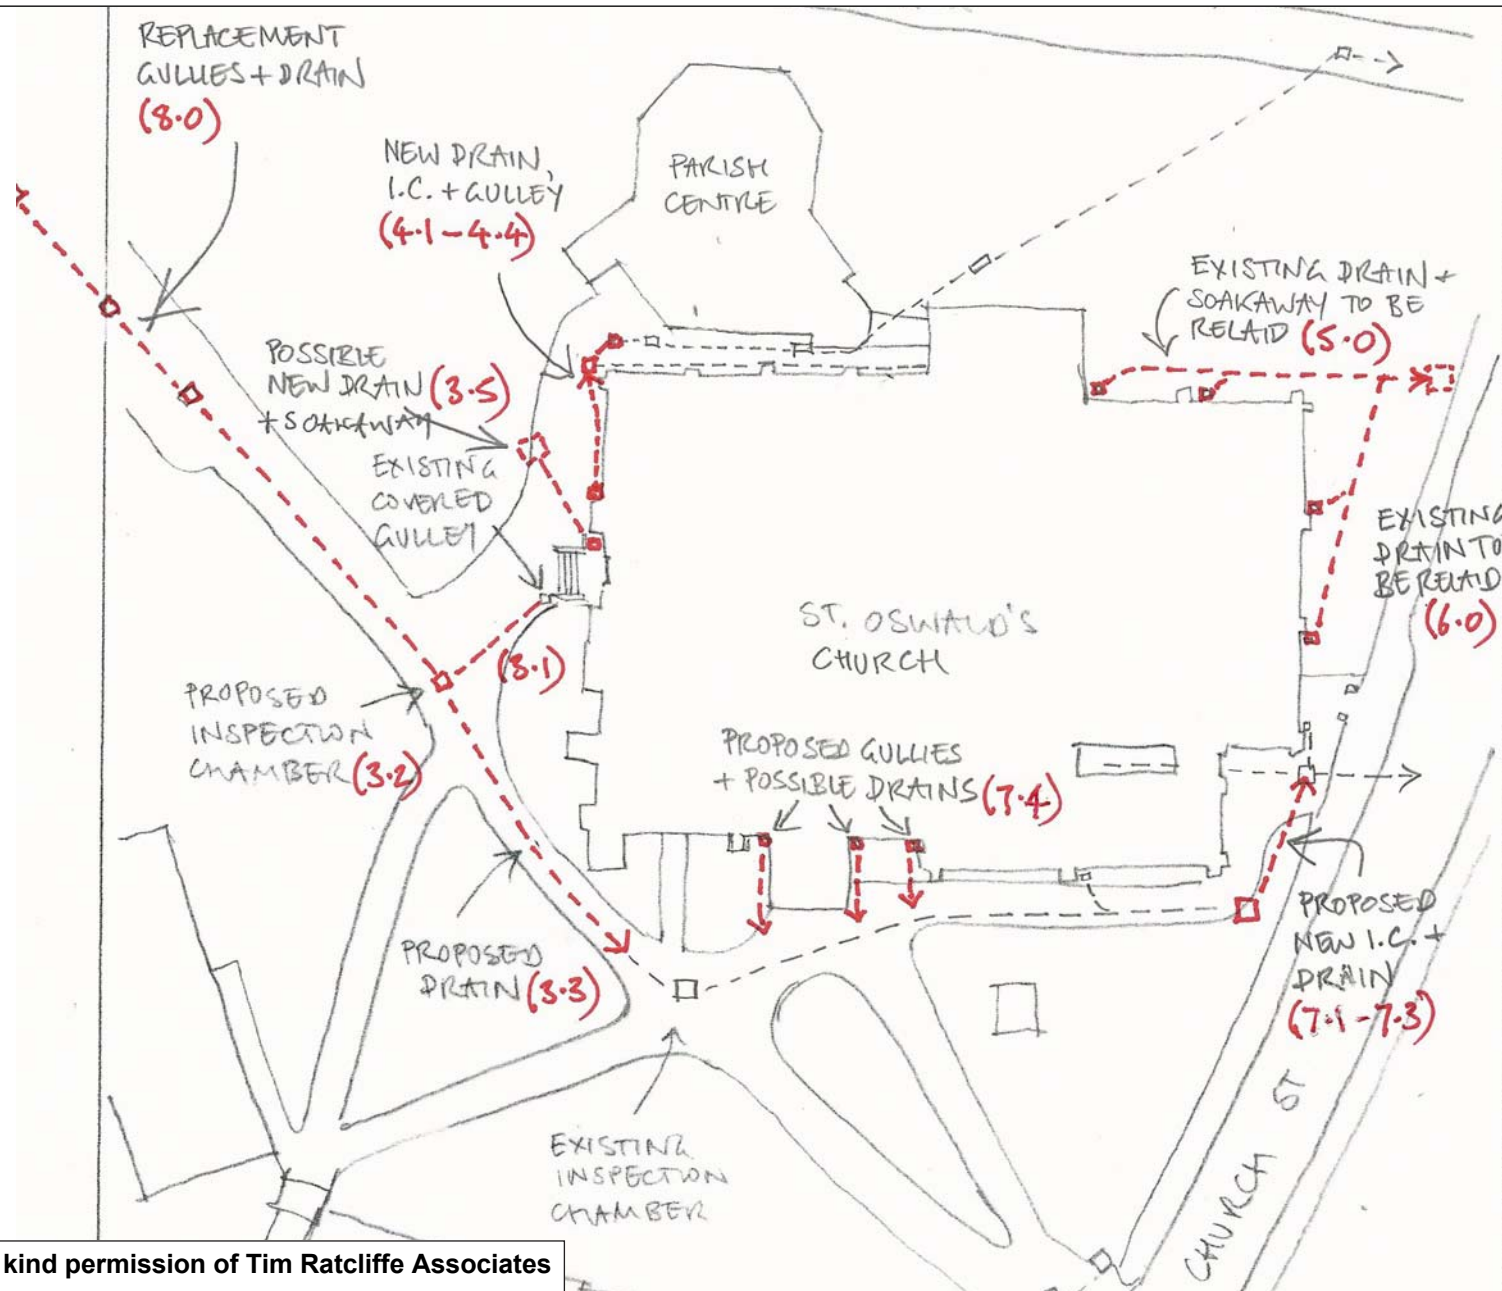 REPLACEMENT
GULLIES + DRAIN
(8.0)
NEW DRAIN,
I.C. + GULLEY
(4.1 - 4.4)
PARISH
CENTRE
EXISTING DRAIN +
SOAKAWAY TO BE
RELAID (5.0)
POSSIBLE
NEW DRAIN (3.5)
+ SOAKAWAY
EXISTING
COVERED
GULLEY
EXISTING
DRAIN TO
BE RELAID
(6.0)
ST. OSWALD'S
CHURCH
(3.1)
PROPOSED
INSPECTION
CHAMBER (3.2)
PROPOSED GULLIES
+ POSSIBLE DRAINS (7.4)
PROPOSED
DRAIN (3.3)
PROPOSED
NEW I.C. +
DRAIN
(7.1 - 7.3)
EXISTING
INSPECTION
CHAMBER
CHURCH ST
kind permission of Tim Ratcliffe Associates